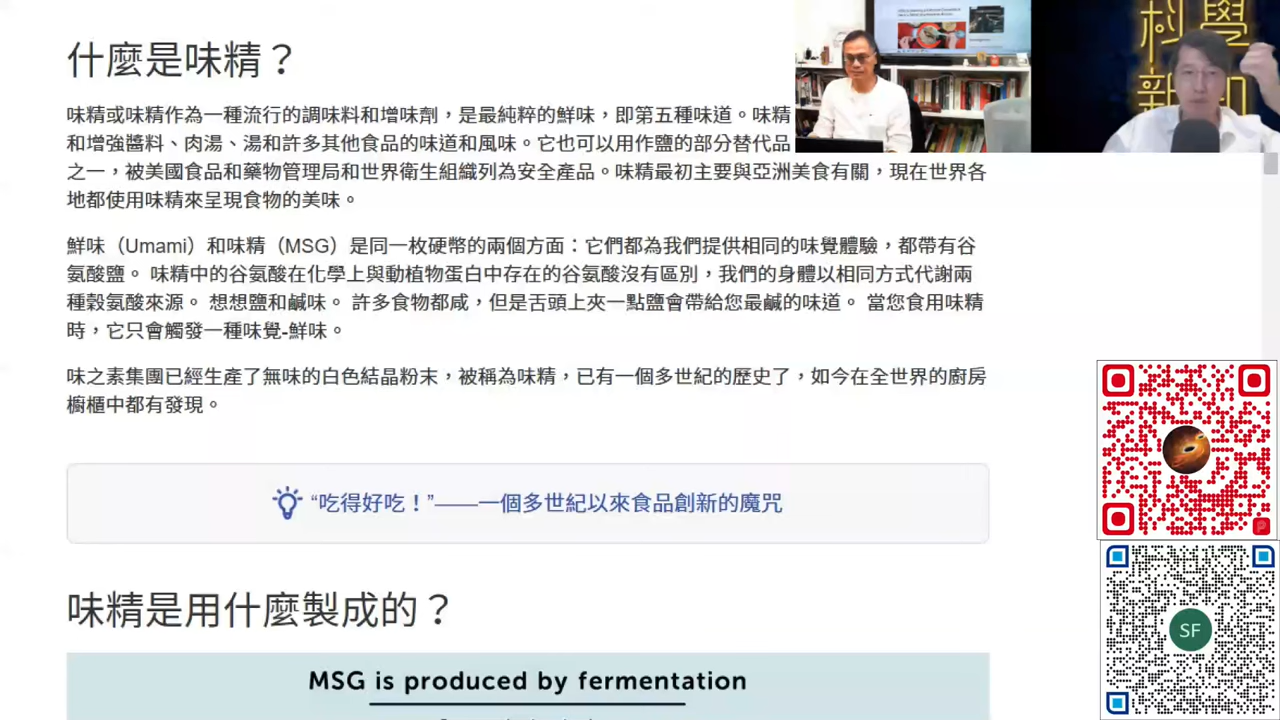 什麼是味精？
味精或味精作為一種流行的調味料和增味劑，是最純粹的鮮味，即第五種味道。味精
和增強醬料、肉湯、湯和許多其他食品的味道和風味。它也可以用作鹽的部分替代品
之一，被美國食品和藥物管理局和世界衛生組織列為安全產品。味精最初主要與亞洲美食有關，現在世界各
地都使用味精來呈現食物的美味。
鮮味（Umami）和味精（MSG）是同一枚硬幣的兩個方面：它們都為我們提供相同的味覺體驗，都帶有谷
氨酸鹽。 味精中的谷氨酸在化學上與動植物蛋白中存在的谷氨酸沒有區別，我們的身體以相同方式代謝兩
種穀氨酸來源。 想想鹽和鹹味。 許多食物都咸，但是舌頭上夾一點鹽會帶給您最鹹的味道。 當您食用味精
時，它只會觸發一種味覺-鮮味。
味之素集團已經生產了無味的白色結晶粉末，被稱為味精，已有一個多世紀的歷史了，如今在全世界的廚房
櫥櫃中都有發現。
“吃得好吃！”——一個多世紀以來食品創新的魔咒
味精是用什麼製成的？
MSG is produced by fermentation
科學
新知
SF